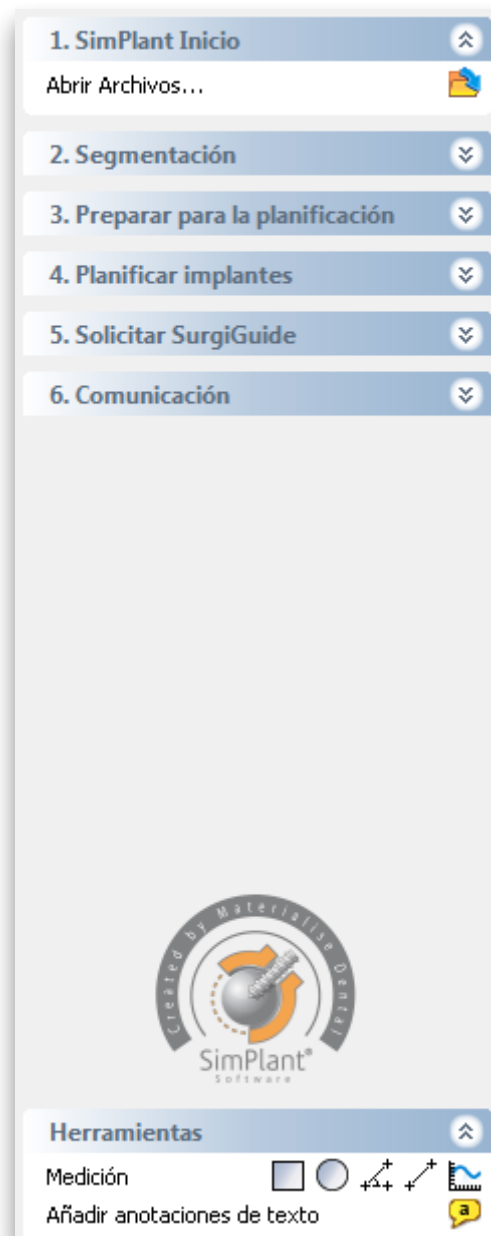 1. SimPlant Inicio
Abrir Archivos...
2. Segmentación
3. Preparar para la planificación
4. Planificar implantes
5. Solicitar SurgiGuide
6. Comunicación
Created by Materialise Dental
SimPlant®
Software
Herramientas
Medición
Añadir anotaciones de texto
a